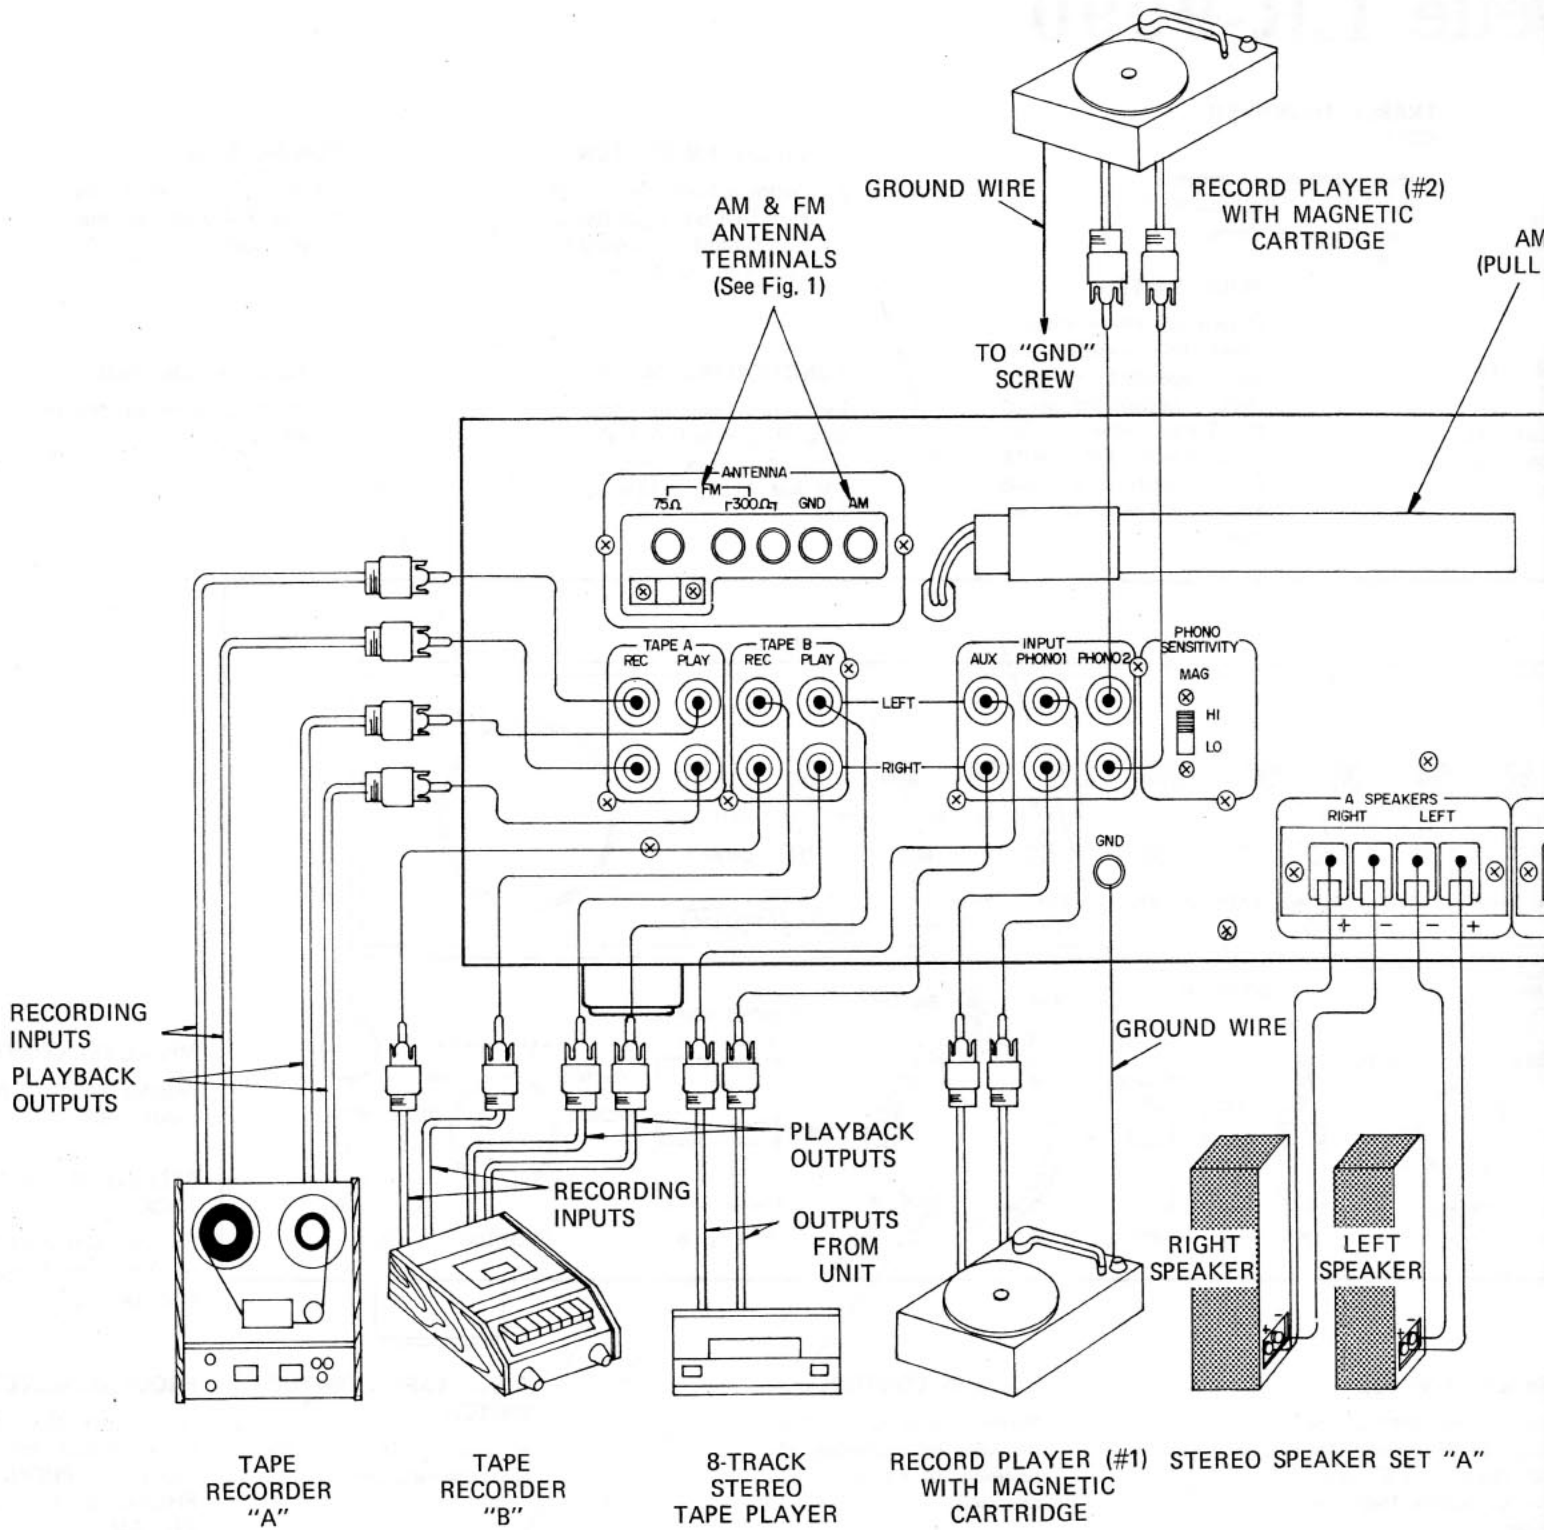 GROUND WIRE
RECORD PLAYER (#2)
WITH MAGNETIC
CARTRIDGE
AM & FM
ANTENNA
TERMINALS
(See Fig. 1)
AM
(PULL
TO "GND"
SCREW
ANTENNA
FM
75Ω
300Ω
GND
AM
TAPE A
REC
PLAY
TAPE B
REC
PLAY
INPUT
AUX
PHONO1
PHONO2
PHONO
SENSITIVITY
MAG
HI
LO
LEFT
RIGHT
GND
A SPEAKERS
RIGHT
LEFT
+ − − +
RECORDING
INPUTS
PLAYBACK
OUTPUTS
GROUND WIRE
PLAYBACK
OUTPUTS
RECORDING
INPUTS
OUTPUTS
FROM
UNIT
RIGHT
SPEAKER
LEFT
SPEAKER
+ −
+ −
TAPE
RECORDER
"A"
TAPE
RECORDER
"B"
8-TRACK
STEREO
TAPE PLAYER
RECORD PLAYER (#1)
WITH MAGNETIC
CARTRIDGE
STEREO SPEAKER SET "A"